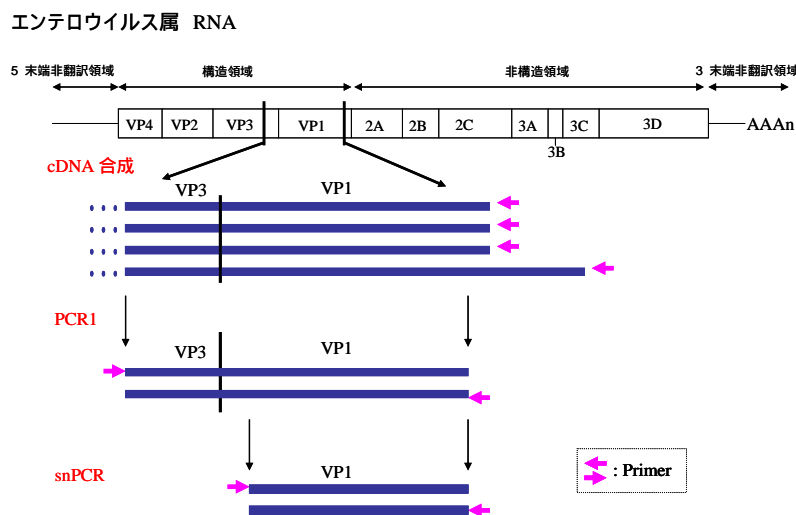 エンテロウイルス属 RNA
5 末端非翻訳領域 構造領域 非構造領域 3 末端非翻訳領域
VP4 VP2 VP3 VP1 2A 2B 2C 3A 3C 3D AAAn
3B
cDNA 合成
VP3 VP1
PCR1
VP3 VP1
snPCR
VP1
: Primer